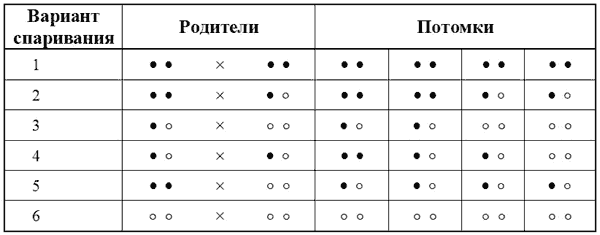 Вариант
спаривания
Родители
Потомки
1 ● ● × ● ● ● ● ● ● ● ● ● ●
2 ● ● × ● ○ ● ● ● ● ● ○ ● ○
3 ● ○ × ○ ○ ● ○ ● ○ ○ ○ ○ ○
4 ● ○ × ● ○ ● ● ● ○ ● ○ ○ ○
5 ● ● × ○ ○ ● ○ ● ○ ● ○ ● ○
6 ○ ○ × ○ ○ ○ ○ ○ ○ ○ ○ ○ ○